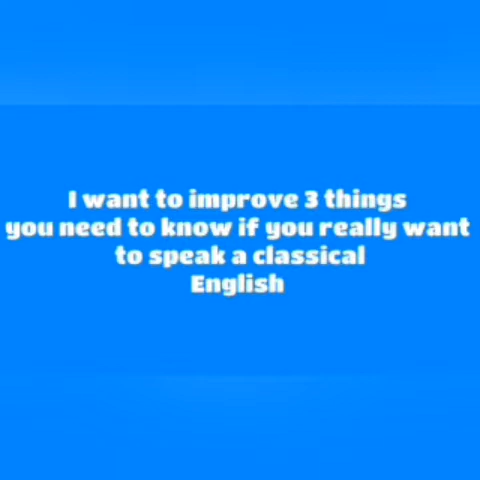 I want to improve 3 things
you need to know if you really want
to speak a classical
English